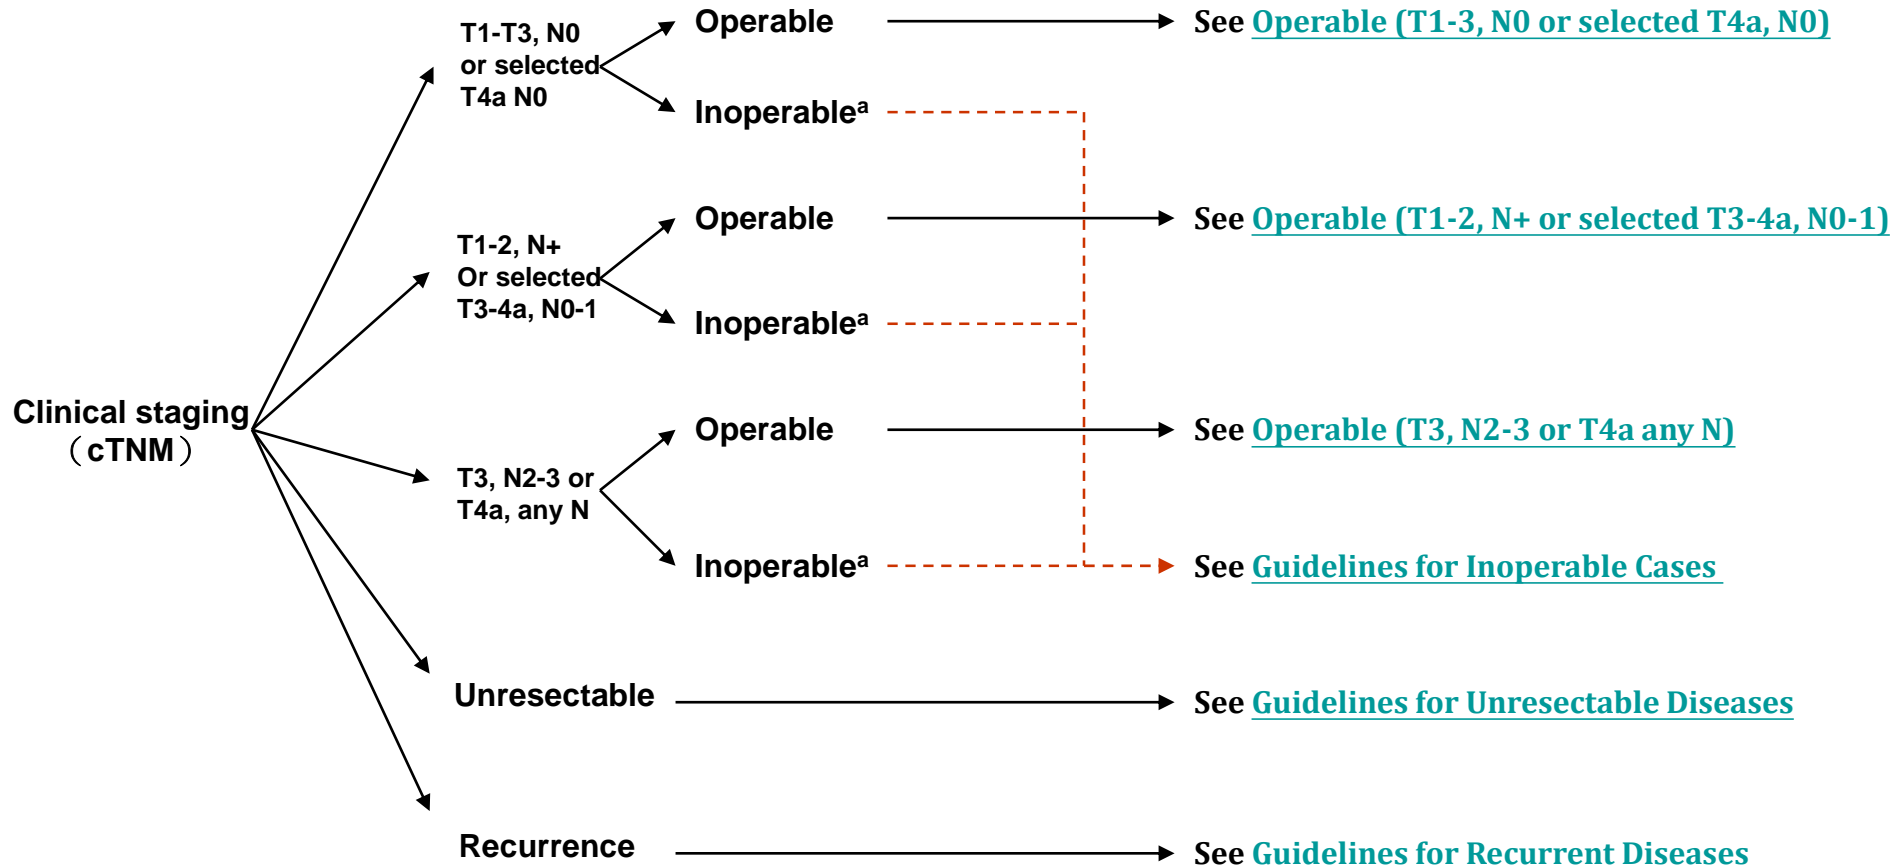 Clinical staging
（cTNM）
T1-T3, N0
or selected
T4a N0
Operable
See Operable (T1-3, N0 or selected T4a, N0)
Inoperableᵃ
T1-2, N+
Or selected
T3-4a, N0-1
Operable
See Operable (T1-2, N+ or selected T3-4a, N0-1)
Inoperableᵃ
T3, N2-3 or
T4a, any N
Operable
See Operable (T3, N2-3 or T4a any N)
Inoperableᵃ
See Guidelines for Inoperable Cases
Unresectable
See Guidelines for Unresectable Diseases
Recurrence
See Guidelines for Recurrent Diseases